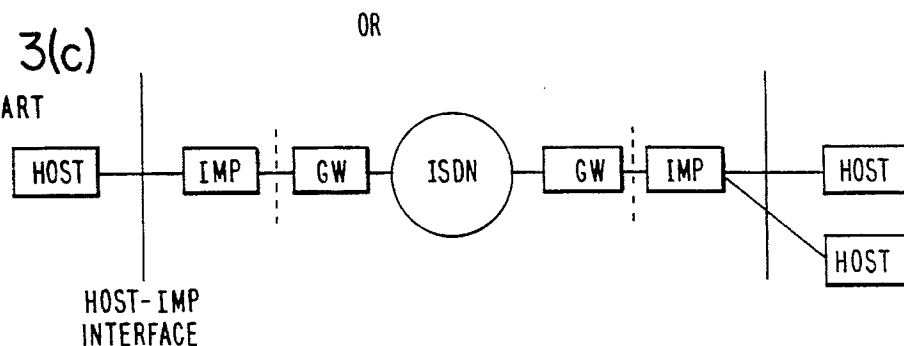 OR
3(c)
ART
HOST
IMP
GW
ISDN
GW
IMP
HOST
HOST
HOST-IMP
INTERFACE